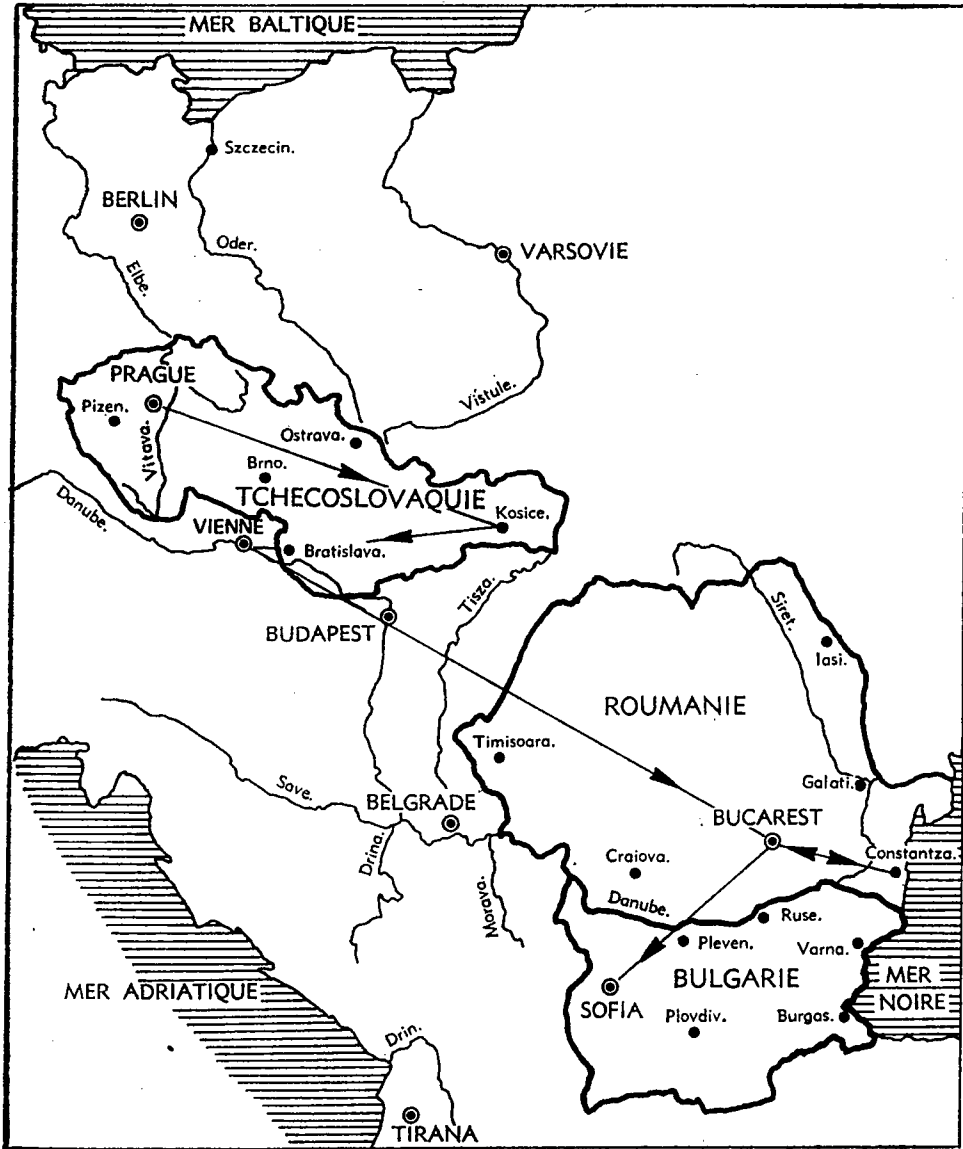 MER BALTIQUE
Szczecin.
BERLIN
Oder.
VARSOVIE
Elbe.
PRAGUE
Pizen.
Vitava.
Vistule.
Ostrava.
Brno.
TCHECOSLOVAQUIE
Danube.
VIENNE
Kosice.
Bratislava.
Tisza.
BUDAPEST
Siret.
Iasi.
ROUMANIE
Timisoara.
Save.
BELGRADE
Galati.
BUCAREST
Drina.
Craiova.
Constantza.
Morava.
Danube.
Ruse.
Pleven.
Varna.
MER ADRIATIQUE
BULGARIE
MER
NOIRE
SOFIA
Plovdiv.
Burgas.
Drin.
TIRANA